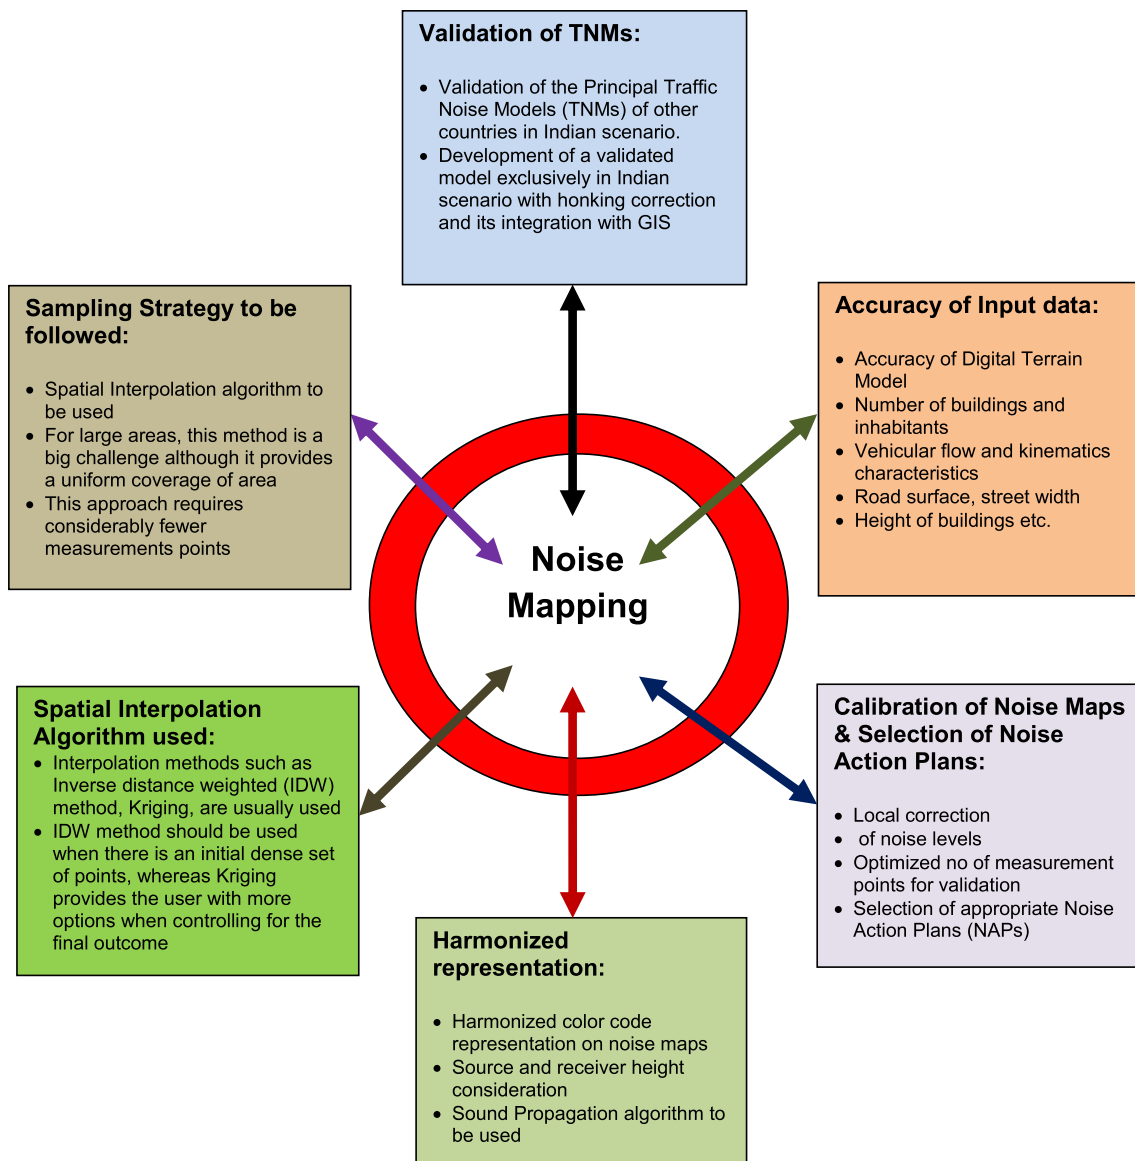 Validation of TNMs:
• Validation of the Principal Traffic
Noise Models (TNMs) of other
countries in Indian scenario.
• Development of a validated
model exclusively in Indian
scenario with honking correction
and its integration with GIS
Sampling Strategy to be
followed:
• Spatial Interpolation algorithm to
be used
• For large areas, this method is a
big challenge although it provides
a uniform coverage of area
• This approach requires
considerably fewer
measurements points
Accuracy of Input data:
• Accuracy of Digital Terrain
Model
• Number of buildings and
inhabitants
• Vehicular flow and kinematics
characteristics
• Road surface, street width
• Height of buildings etc.
Noise
Mapping
Spatial Interpolation
Algorithm used:
• Interpolation methods such as
Inverse distance weighted (IDW)
method, Kriging, are usually used
• IDW method should be used
when there is an initial dense set
of points, whereas Kriging
provides the user with more
options when controlling for the
final outcome
Calibration of Noise Maps
& Selection of Noise
Action Plans:
• Local correction
• of noise levels
• Optimized no of measurement
points for validation
• Selection of appropriate Noise
Action Plans (NAPs)
Harmonized
representation:
• Harmonized color code
representation on noise maps
• Source and receiver height
consideration
• Sound Propagation algorithm to
be used